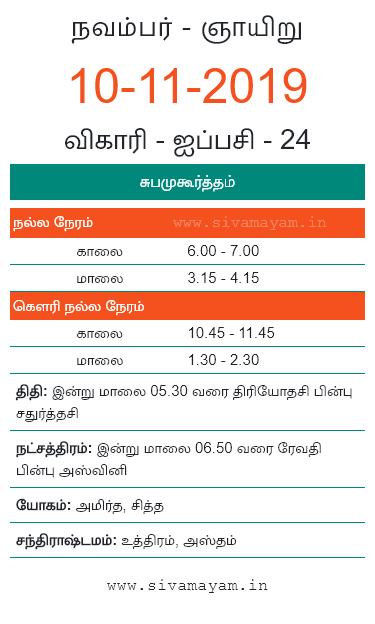 நவம்பர் - ஞாயிறு
10-11-2019
விகாரி - ஐப்பசி - 24
சுபமுகூர்த்தம்
நல்ல நேரம் www.sivamayam.in
காலை 6.00 - 7.00
மாலை 3.15 - 4.15
கௌரி நல்ல நேரம்
காலை 10.45 - 11.45
மாலை 1.30 - 2.30
திதி: இன்று மாலை 05.30 வரை திரியோதசி பின்பு
சதுர்த்தசி
நட்சத்திரம்: இன்று மாலை 06.50 வரை ரேவதி
பின்பு அஸ்வினி
யோகம்: அமிர்த, சித்த
சந்திராஷ்டமம்: உத்திரம், அஸ்தம்
www.sivamayam.in